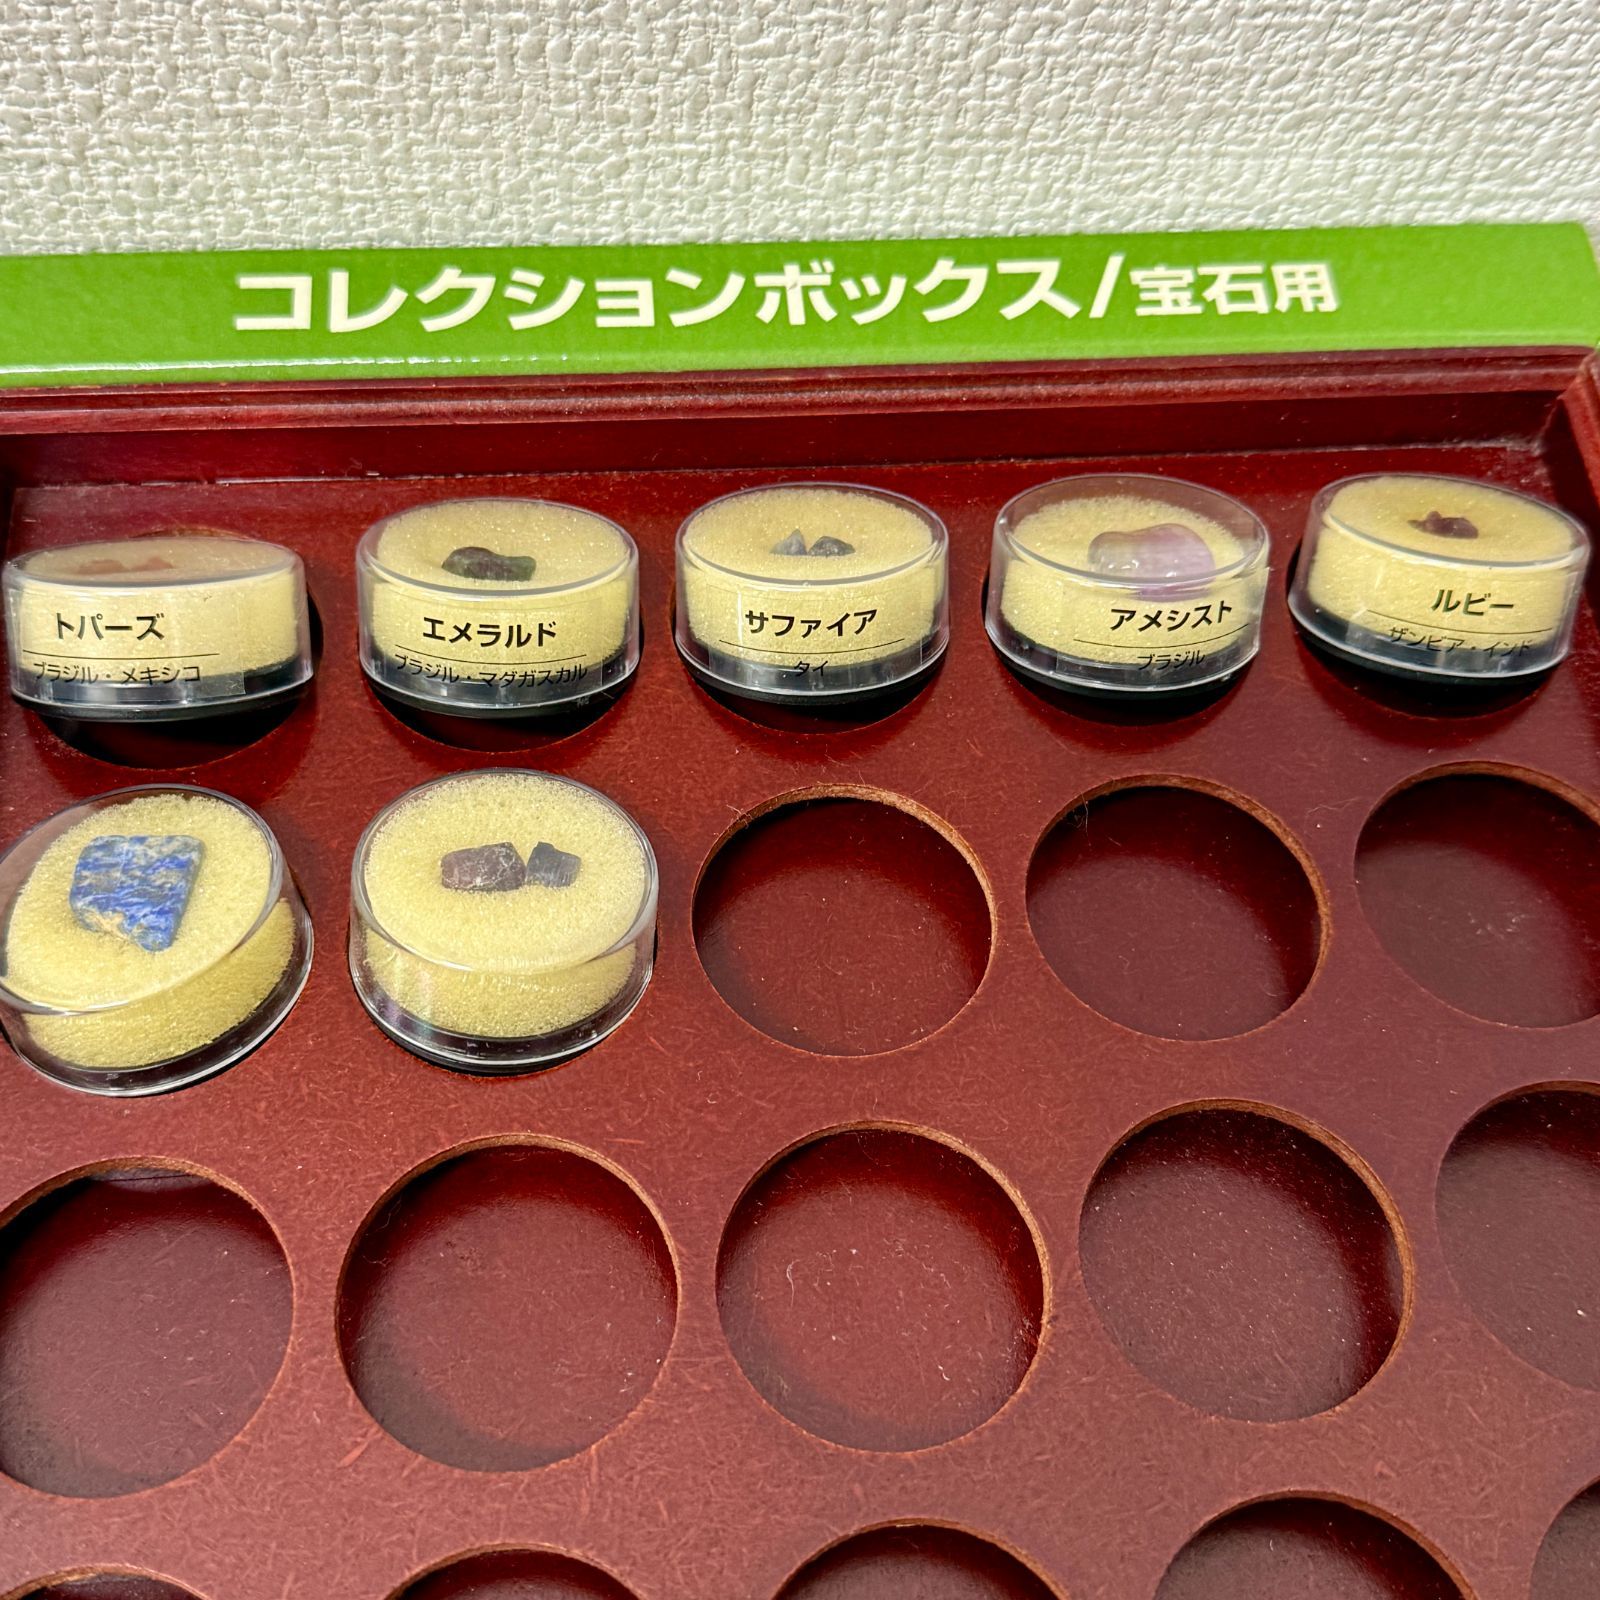 コレクションボックス/宝石用
トパーズ
ブラジル・メキシコ
エメラルド
ブラジル・マダガスカル
サファイア
タイ
アメシスト
ブラジル
ルビー
ザンビア・インド